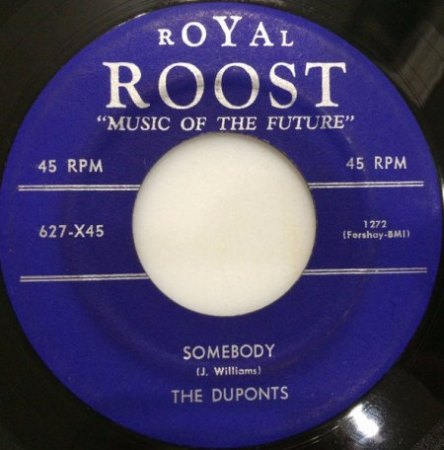 ROYAL
ROOST
"MUSIC OF THE FUTURE"
45 RPM
45 RPM
627-X45
1272
(Forshay-BMI)
SOMEBODY
(J. Williams)
THE DUPONTS